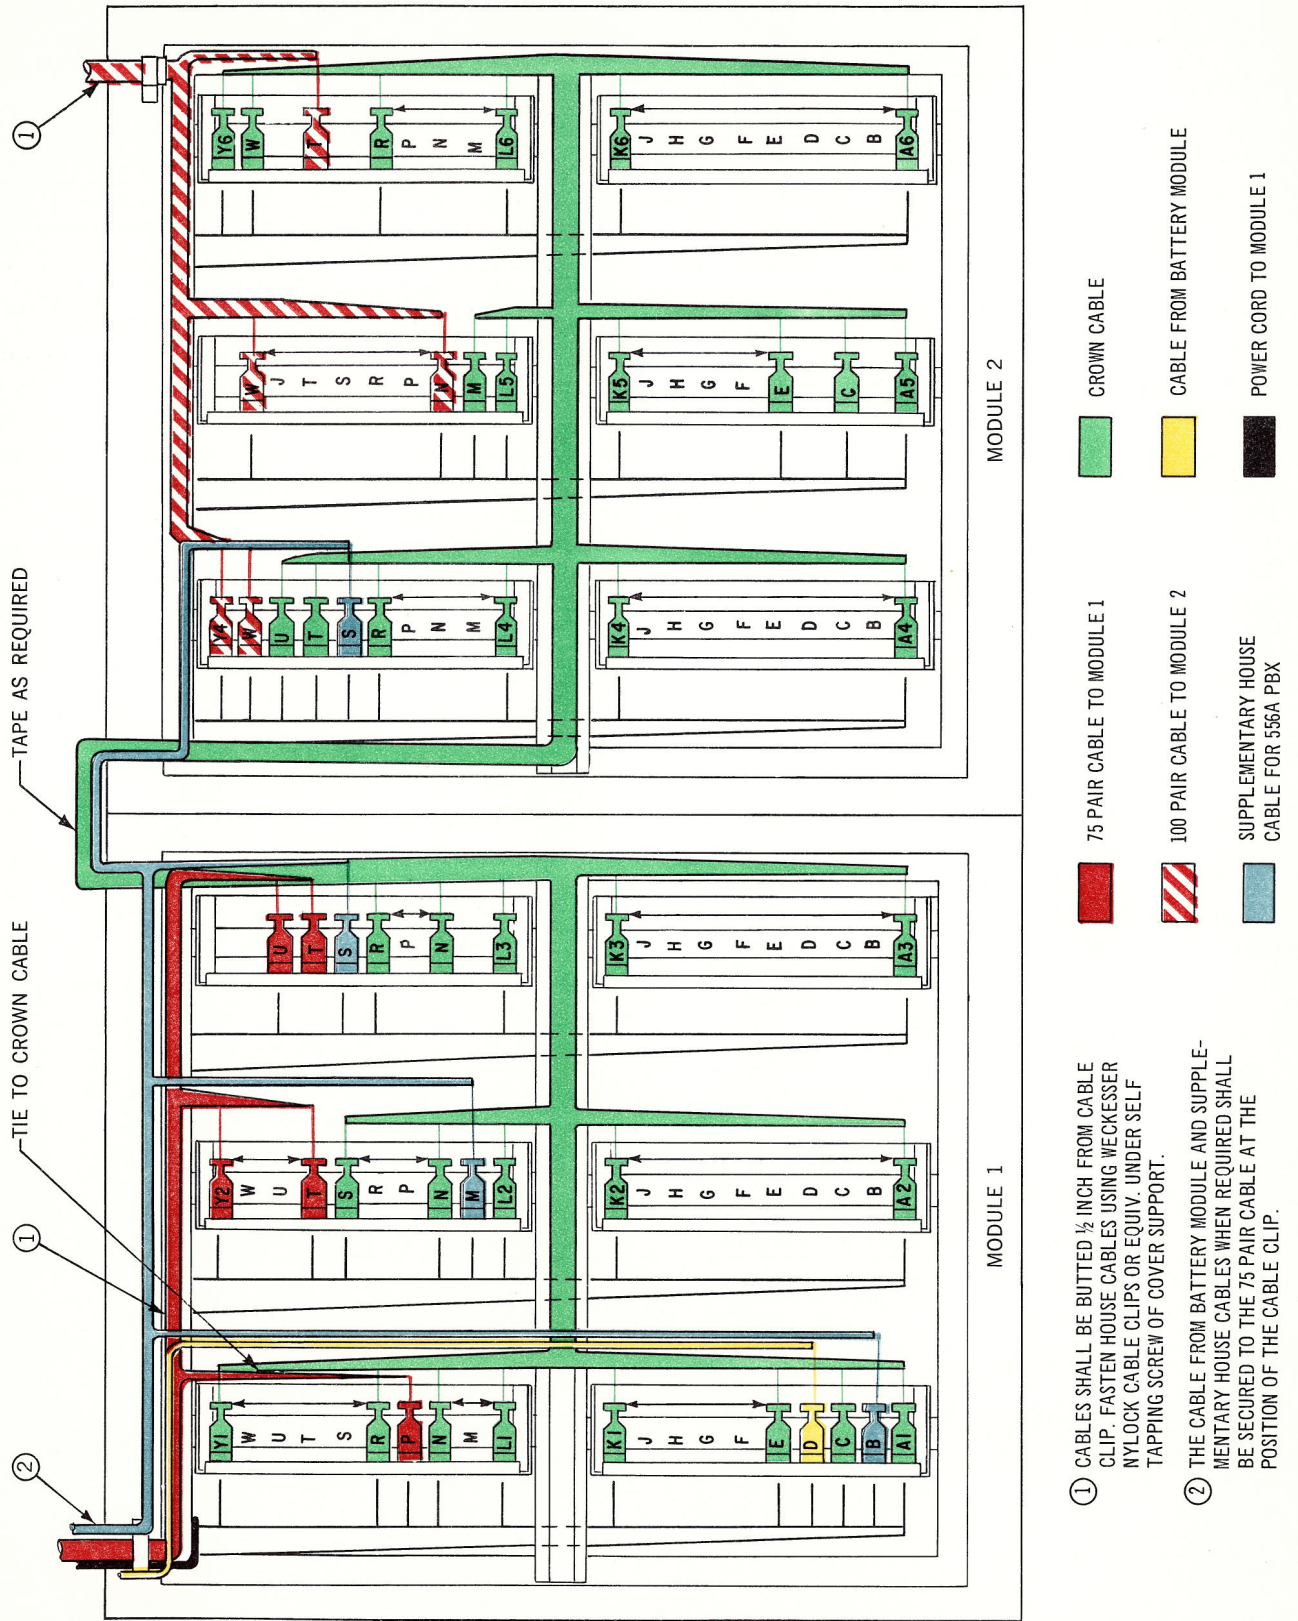 ②
①
TIE TO CROWN CABLE
TAPE AS REQUIRED
①
Y1
W
U
T
S
R
P
N
M
L1
K1
J
H
G
F
E
D
C
B
A1
Y2
W
U
T
S
R
P
N
M
L2
K2
J
H
G
F
E
D
C
B
A2
U
T
S
R
P
N
L3
K3
J
H
G
F
E
D
C
B
A3
MODULE 1
Y4
W
U
T
S
R
P
N
M
L4
K4
J
H
G
F
E
D
C
B
A4
W
J
T
S
R
P
N
M
L5
K5
J
H
G
F
E
C
A5
Y6
W
T
R
P
N
M
L6
K6
J
H
G
F
E
D
C
B
A6
MODULE 2
① CABLES SHALL BE BUTTED ½ INCH FROM CABLE
CLIP. FASTEN HOUSE CABLES USING WECKESSER
NYLOCK CABLE CLIPS OR EQUIV. UNDER SELF
TAPPING SCREW OF COVER SUPPORT.
② THE CABLE FROM BATTERY MODULE AND SUPPLE-
MENTARY HOUSE CABLES WHEN REQUIRED SHALL
BE SECURED TO THE 75 PAIR CABLE AT THE
POSITION OF THE CABLE CLIP.
75 PAIR CABLE TO MODULE 1
100 PAIR CABLE TO MODULE 2
SUPPLEMENTARY HOUSE
CABLE FOR 556A PBX
CROWN CABLE
CABLE FROM BATTERY MODULE
POWER CORD TO MODULE 1